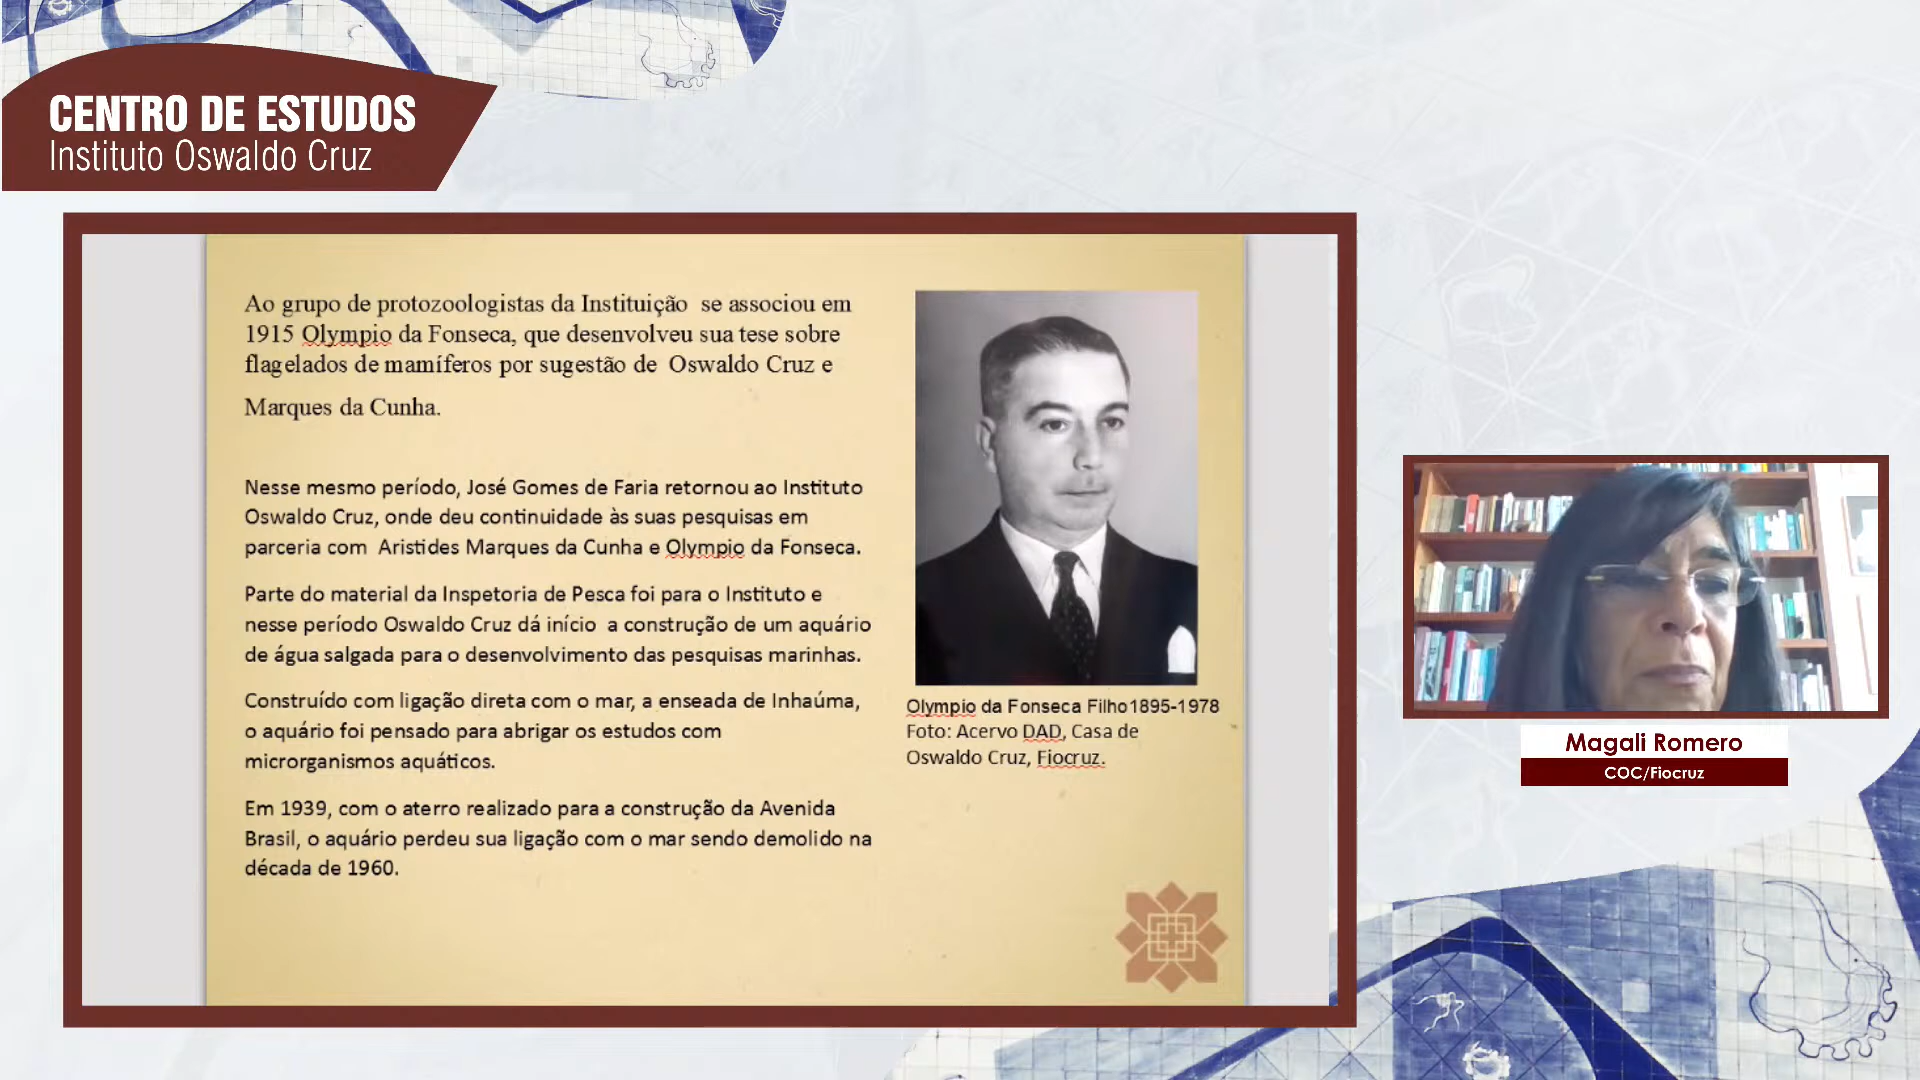 CENTRO DE ESTUDOS
Instituto Oswaldo Cruz
Ao grupo de protozoologistas da Instituição se associou em
1915 Olympio da Fonseca, que desenvolveu sua tese sobre
flagelados de mamíferos por sugestão de Oswaldo Cruz e
Marques da Cunha.
Nesse mesmo período, José Gomes de Faria retornou ao Instituto
Oswaldo Cruz, onde deu continuidade às suas pesquisas em
parceria com Aristides Marques da Cunha e Olympio da Fonseca.
Parte do material da Inspetoria de Pesca foi para o Instituto e
nesse período Oswaldo Cruz dá início a construção de um aquário
de água salgada para o desenvolvimento das pesquisas marinhas.
Construído com ligação direta com o mar, a enseada de Inhaúma,
o aquário foi pensado para abrigar os estudos com
microrganismos aquáticos.
Em 1939, com o aterro realizado para a construção da Avenida
Brasil, o aquário perdeu sua ligação com o mar sendo demolido na
década de 1960.
Olympio da Fonseca Filho1895-1978
Foto: Acervo DAD, Casa de
Oswaldo Cruz, Fiocruz.
Magali Romero
COC/Fiocruz